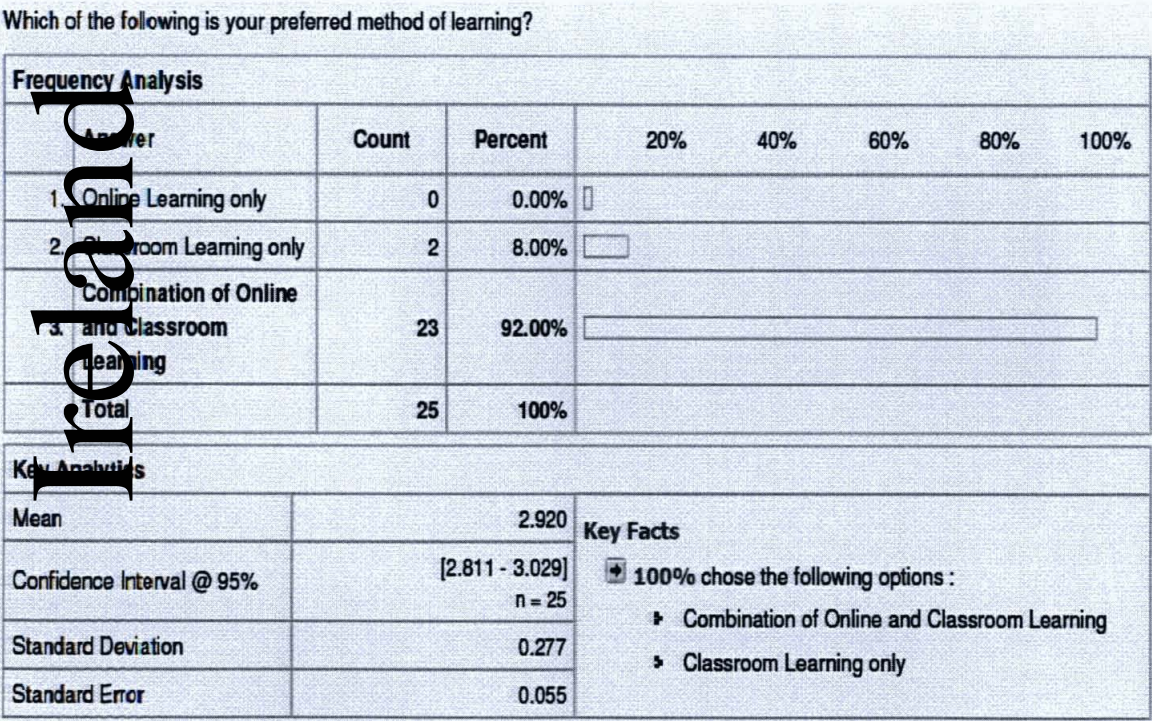 Which of the following is your preferred method of learning?
Frequency Analysis
Answer Count Percent 20% 40% 60% 80% 100%
1. Online Learning only 0 0.00%
2. Classroom Learning only 2 8.00%
Combination of Online
3. and Classroom 23 92.00%
Learning
Total 25 100%
Ireland
Key Analytics
Mean 2.920
Key Facts
Confidence Interval @ 95% [2.811 - 3.029]
n = 25
100% chose the following options :
Combination of Online and Classroom Learning
Standard Deviation 0.277
Classroom Learning only
Standard Error 0.055